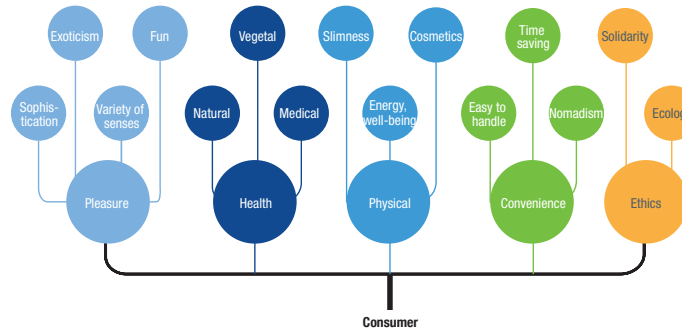 Exoticism
Fun
Vegetal
Slimness
Cosmetics
Time
saving
Solidarity
Sophis-
tication
Variety of
senses
Natural
Medical
Energy,
well-being
Easy to
handle
Nomadism
Pleasure
Health
Physical
Convenience
Ethics
Consumer